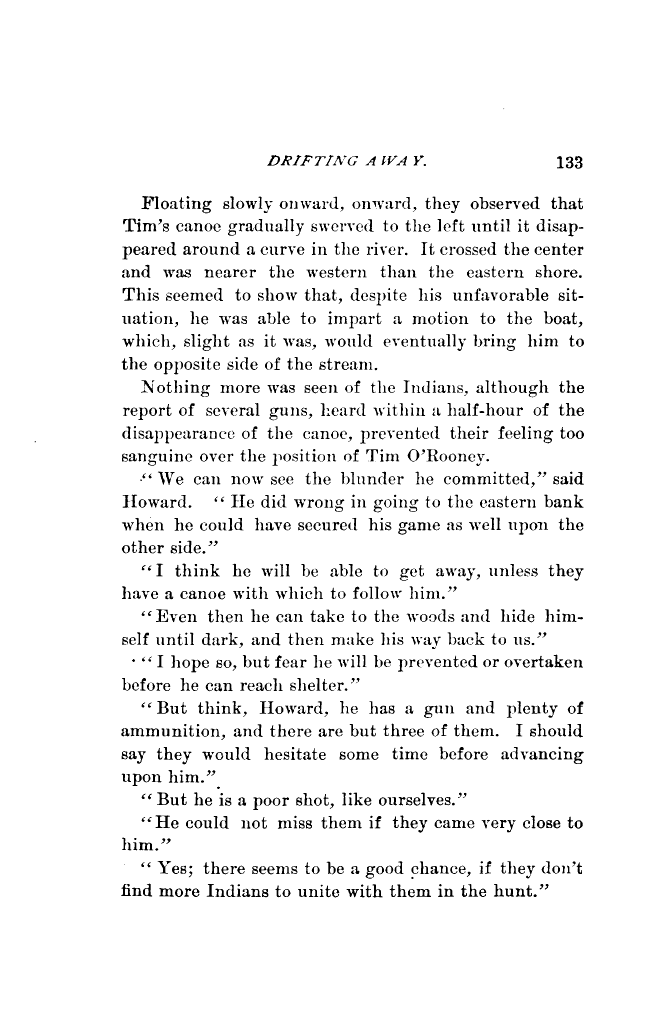 DRIFTING AWAY. 133
Floating slowly onward, onward, they observed that
Tim's canoe gradually swerved to the left until it disap-
peared around a curve in the river. It crossed the center
and was nearer the western than the eastern shore.
This seemed to show that, despite his unfavorable sit-
uation, he was able to impart a motion to the boat,
which, slight as it was, would eventually bring him to
the opposite side of the stream.
Nothing more was seen of the Indians, although the
report of several guns, heard within a half-hour of the
disappearance of the canoe, prevented their feeling too
sanguine over the position of Tim O'Rooney.
"We can now see the blunder he committed," said
Howard. "He did wrong in going to the eastern bank
when he could have secured his game as well upon the
other side."
"I think he will be able to get away, unless they
have a canoe with which to follow him."
"Even then he can take to the woods and hide him-
self until dark, and then make his way back to us."
"I hope so, but fear he will be prevented or overtaken
before he can reach shelter."
"But think, Howard, he has a gun and plenty of
ammunition, and there are but three of them. I should
say they would hesitate some time before advancing
upon him."
"But he is a poor shot, like ourselves."
"He could not miss them if they came very close to
him."
"Yes; there seems to be a good chance, if they don't
find more Indians to unite with them in the hunt."